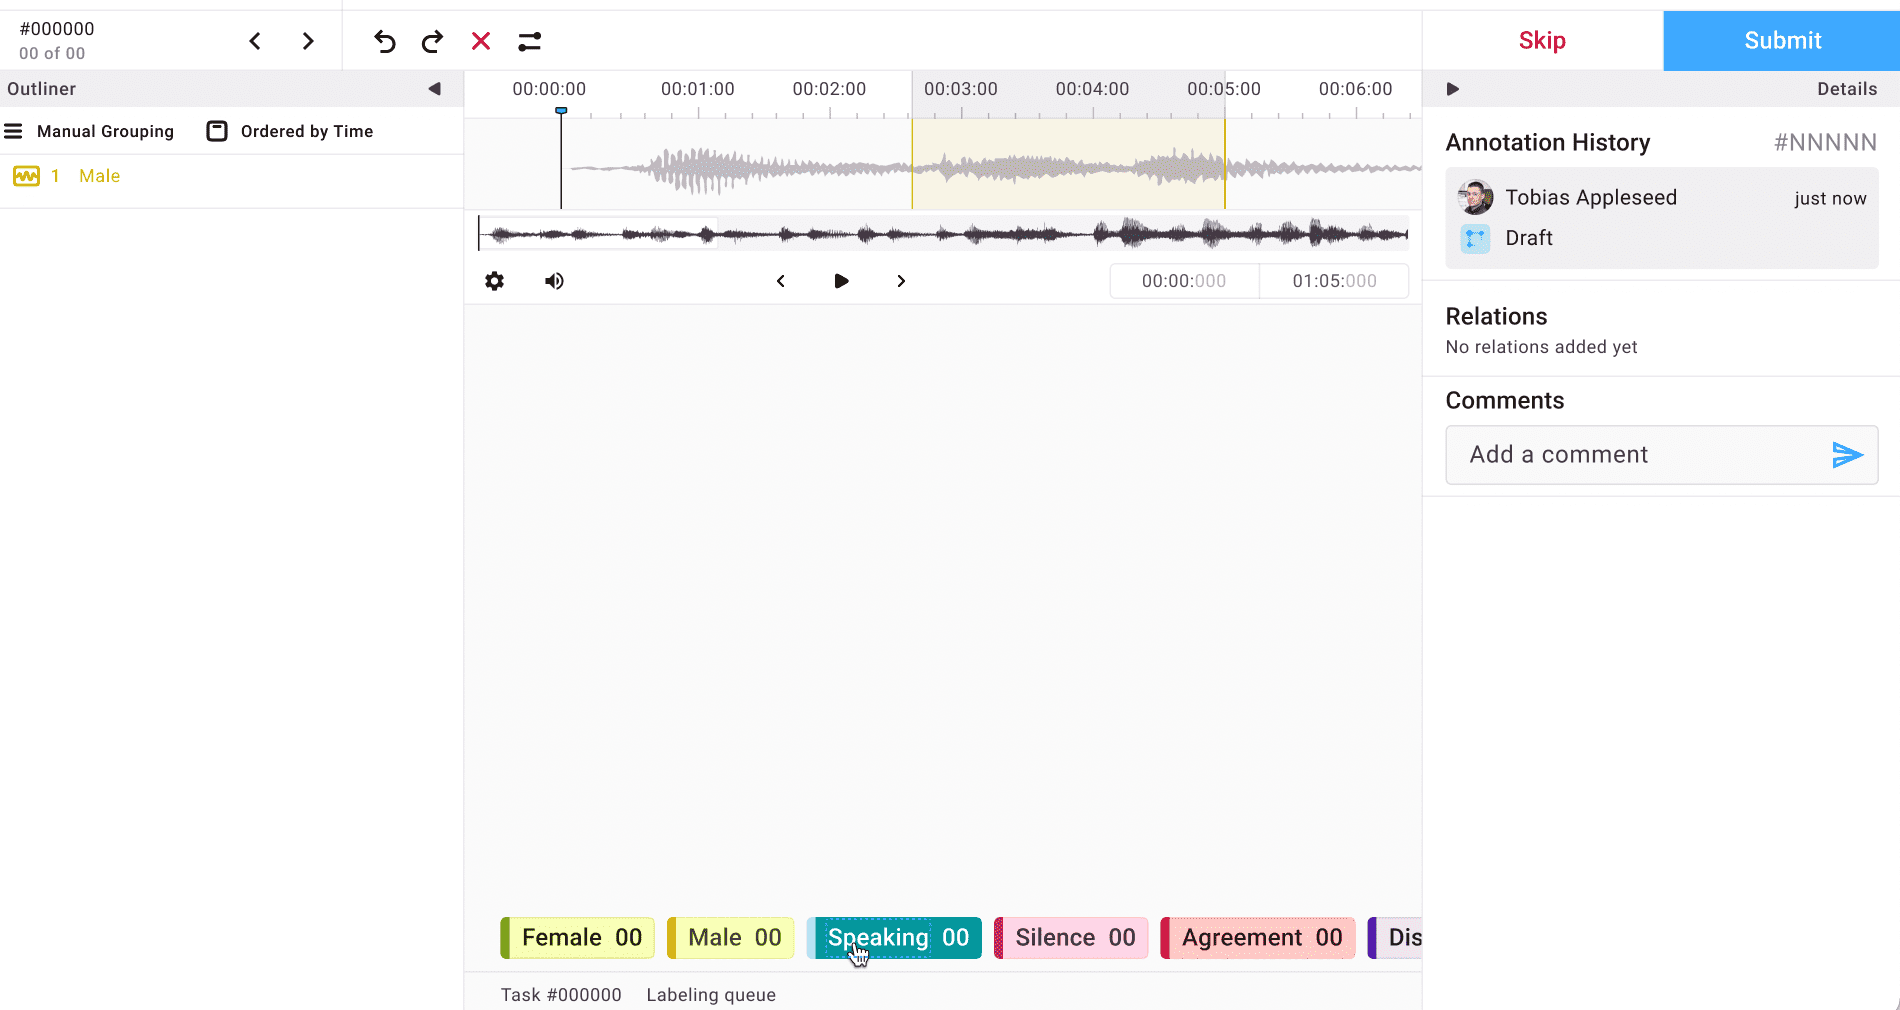 #000000
00 of 00
Skip
Submit
Outliner
00:00:00 00:01:00 00:02:00 00:03:00 00:04:00 00:05:00 00:06:00
Details
Manual Grouping Ordered by Time
1 Male
Annotation History #NNNNN
Tobias Appleseed just now
Draft
00:00:000 01:05:000
Relations
No relations added yet
Comments
Add a comment
Female 00 Male 00 Speaking 00 Silence 00 Agreement 00 Dis
Task #000000 Labeling queue